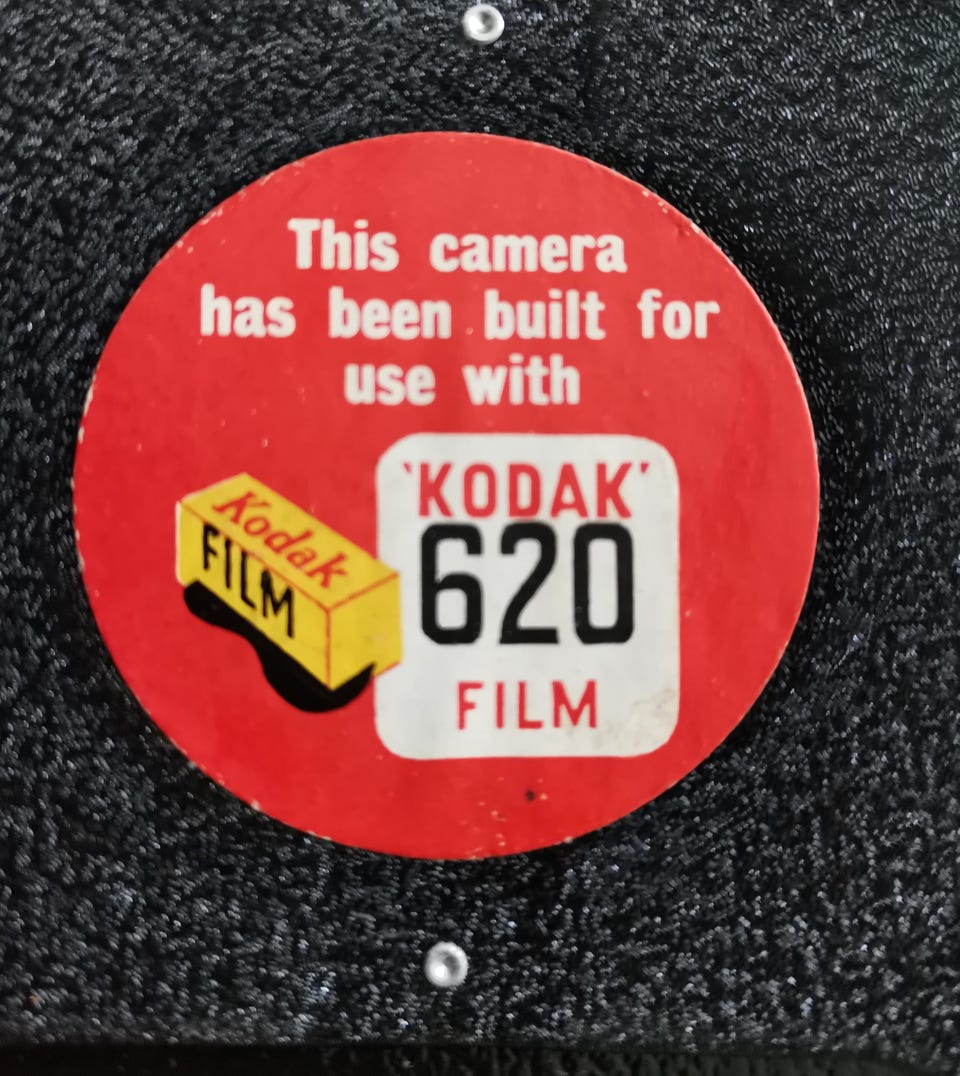 This camera
has been built for
use with
'KODAK'
620
FILM
Kodak
FILM